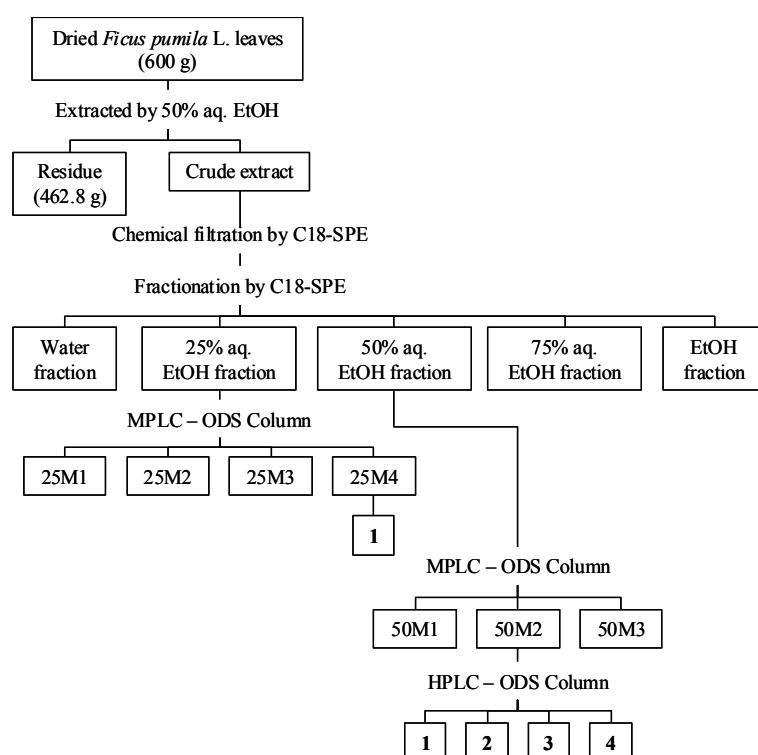 Dried Ficus pumila L. leaves
(600 g)
Extracted by 50% aq. EtOH
Residue
(462.8 g)
Crude extract
Chemical filtration by C18-SPE
Fractionation by C18-SPE
Water
fraction
25% aq.
EtOH fraction
50% aq.
EtOH fraction
75% aq.
EtOH fraction
EtOH
fraction
MPLC – ODS Column
25M1
25M2
25M3
25M4
1
MPLC – ODS Column
50M1
50M2
50M3
HPLC – ODS Column
1
2
3
4